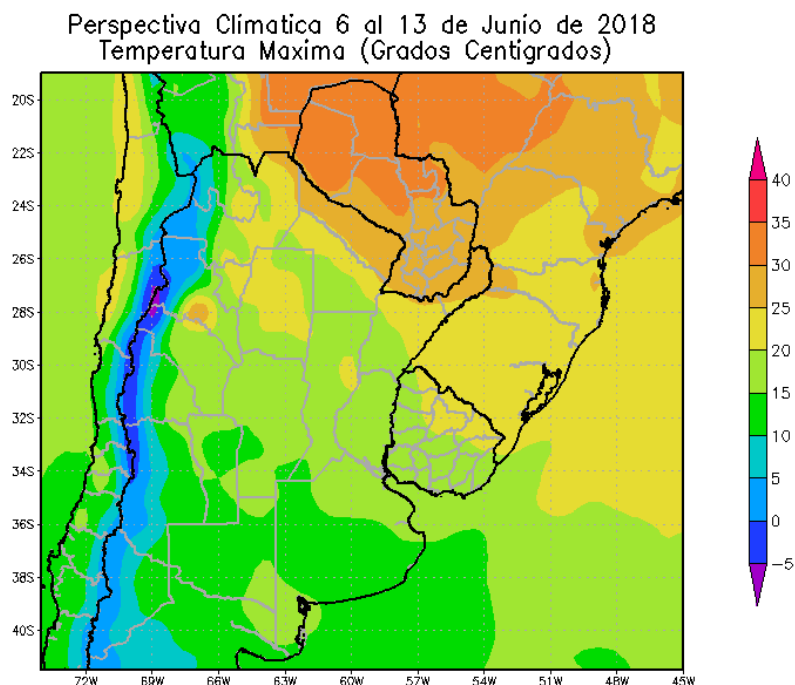 Perspectiva Clímatica 6 al 13 de Junio de 2018
Temperatura Maxima (Grados Centigrados)
20S
22S
24S
26S
28S
30S
32S
34S
36S
38S
40S
72W 69W 66W 63W 60W 57W 54W 51W 48W 45W
40
35
30
25
20
15
10
5
0
-5